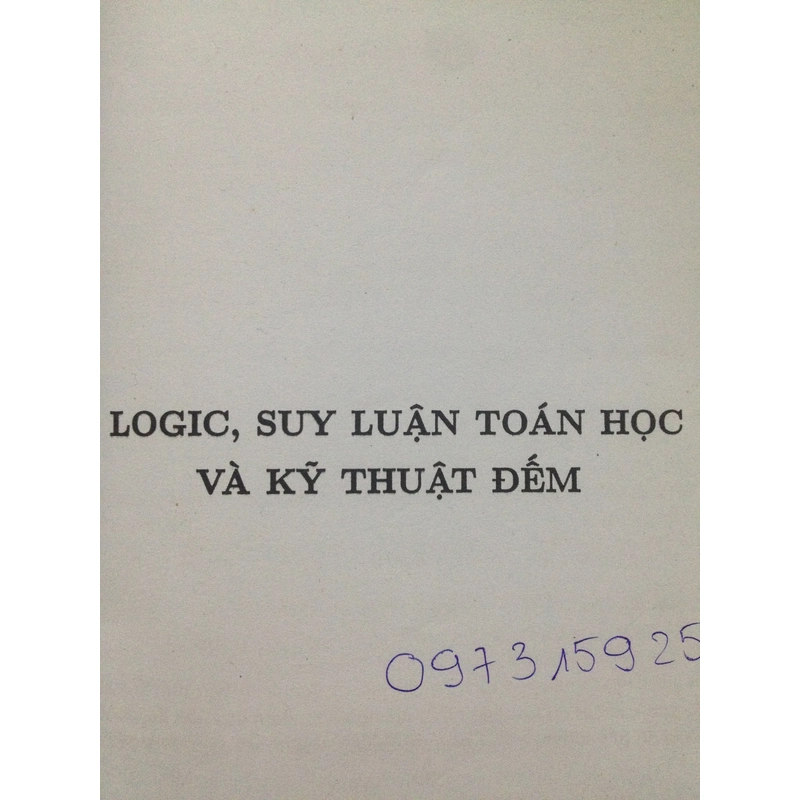 LOGIC, SUY LUẬN TOÁN HỌC
VÀ KỸ THUẬT ĐẾM
097315925